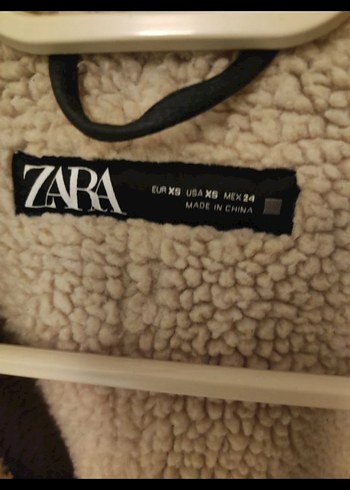 ZARA
EUR XS USA XS MEX 24
MADE IN CHINA